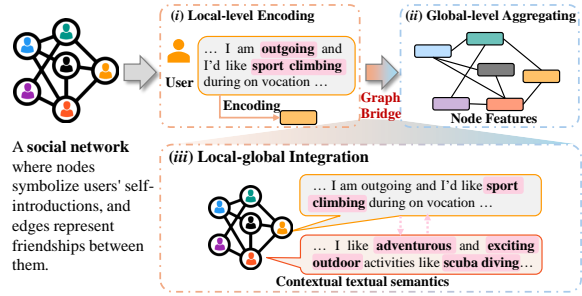 (i) Local-level Encoding
… I am outgoing and
I'd like sport climbing
during on vocation …
User
Encoding
Graph
Bridge
(ii) Global-level Aggregating
Node Features
A social network
where nodes
symbolize users' self-
introductions, and
edges represent
friendships between
them.
(iii) Local-global Integration
… I am outgoing and I'd like sport
climbing during on vocation …
… I like adventurous and exciting
outdoor activities like scuba diving…
Contextual textual semantics